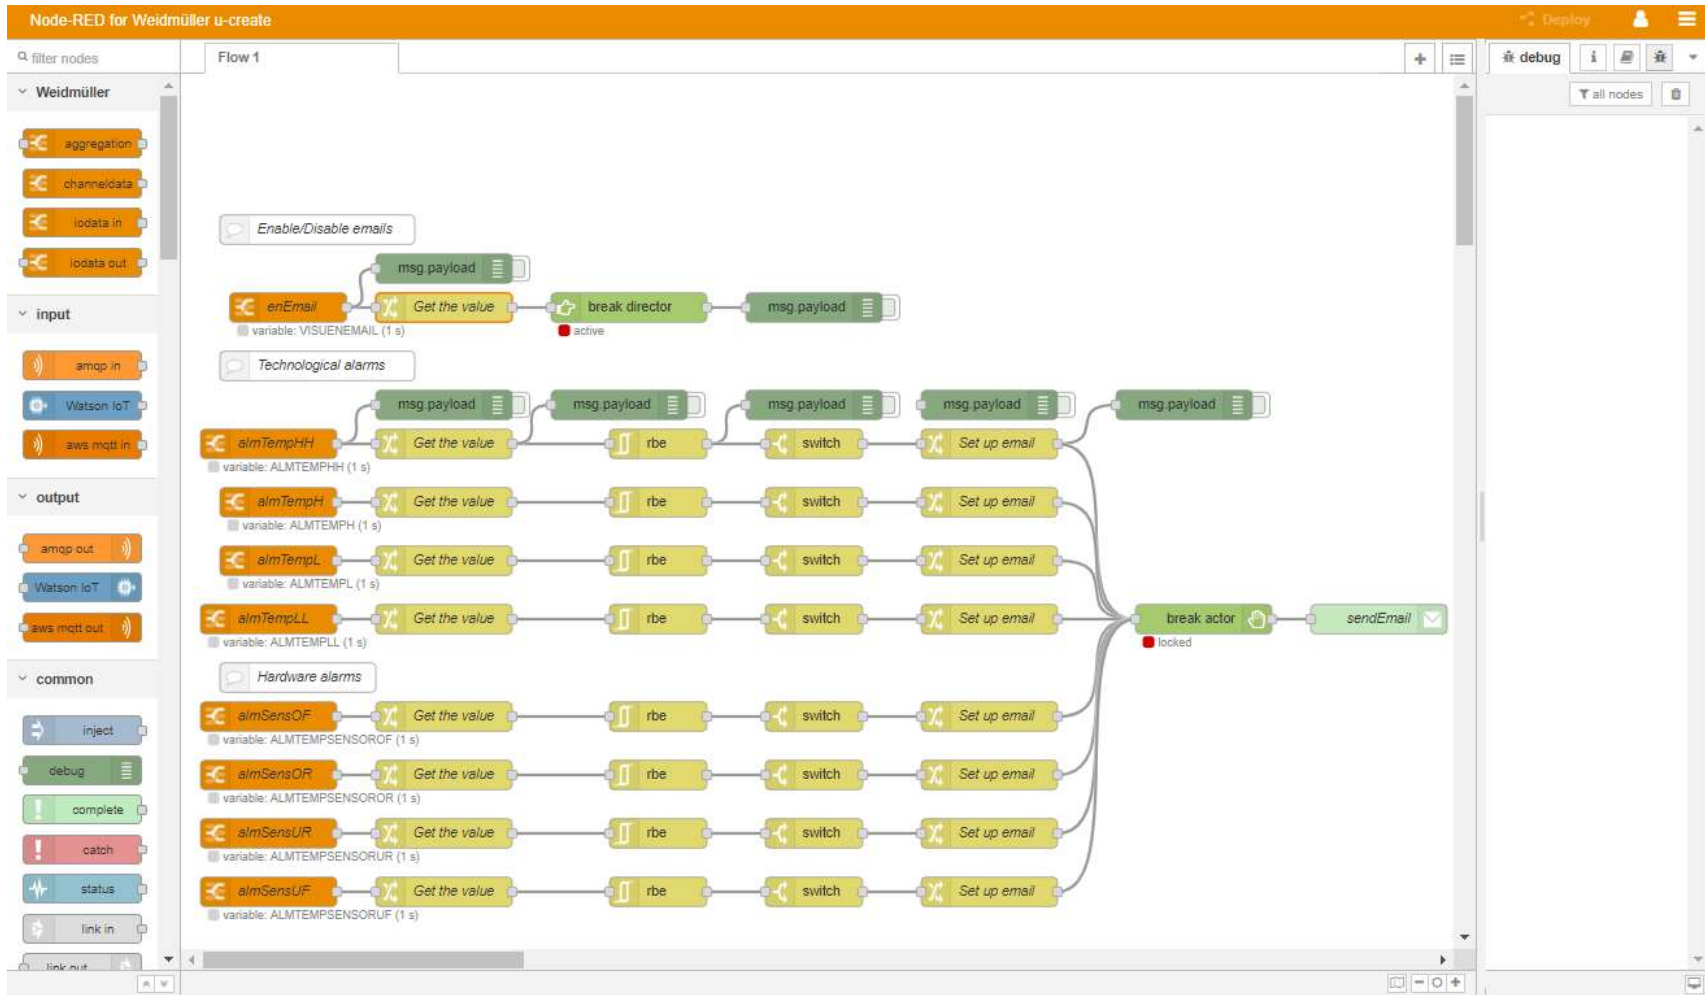 Node-RED for Weidmüller u-create
Deploy
filter nodes
Flow 1
debug
i
all nodes
Weidmüller
aggregation
channeldata
iodata in
iodata out
input
amqp in
Watson IoT
aws mqtt in
output
amqp out
Watson IoT
aws mqtt out
common
inject
debug
complete
catch
status
link in
link out
Enable/Disable emails
msg.payload
enEmail
Get the value
break director
msg.payload
variable: VISUENEMAIL (1 s)
active
Technological alarms
msg.payload
msg.payload
msg.payload
msg.payload
msg.payload
almTempHH
Get the value
rbe
switch
Set up email
variable: ALMTEMPHH (1 s)
almTempH
Get the value
rbe
switch
Set up email
variable: ALMTEMPH (1 s)
almTempL
Get the value
rbe
switch
Set up email
variable: ALMTEMPL (1 s)
almTempLL
Get the value
rbe
switch
Set up email
break actor
sendEmail
variable: ALMTEMPLL (1 s)
locked
Hardware alarms
almSensOF
Get the value
rbe
switch
Set up email
variable: ALMTEMPSENSOROF (1 s)
almSensOR
Get the value
rbe
switch
Set up email
variable: ALMTEMPSENSOROR (1 s)
almSensUR
Get the value
rbe
switch
Set up email
variable: ALMTEMPSENSORUR (1 s)
almSensUF
Get the value
rbe
switch
Set up email
variable: ALMTEMPSENSORUF (1 s)